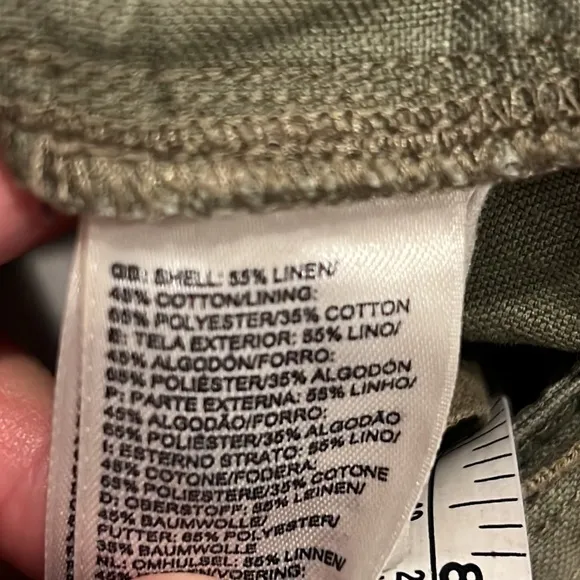 GB: SHELL: 55% LINEN/
45% COTTON/LINING:
65% POLYESTER/35% COTTON
E: TELA EXTERIOR: 55% LINO/
45% ALGODÓN/FORRO:
65% POLIÉSTER/35% ALGODÓN
P: PARTE EXTERNA: 55% LINHO/
45% ALGODÃO/FORRO:
65% POLIÉSTER/35% ALGODÃO
I: ESTERNO STRATO: 55% LINO/
45% COTONE/FODERA:
65% POLIESTERE/35% COTONE
D: OBERSTOFF: 55% LEINEN/
45% BAUMWOLLE/
FUTTER: 65% POLYESTER/
35% BAUMWOLLE
NL: OMHULSEL: 55% LINNEN/
8